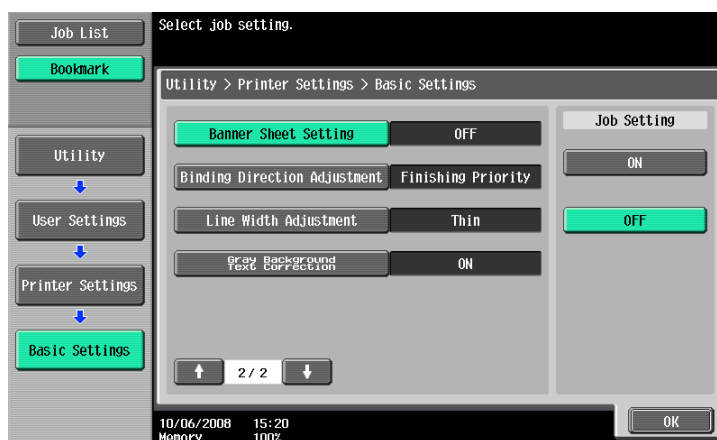 Job List
Bookmark
Utility
User Settings
Printer Settings
Basic Settings
Select job setting.
Utility > Printer Settings > Basic Settings
Banner Sheet Setting OFF
Binding Direction Adjustment Finishing Priority
Line Width Adjustment Thin
Gray Background
Text Correction ON
2/ 2
Job Setting
ON
OFF
10/06/2008 15:20
Memory 100%
OK